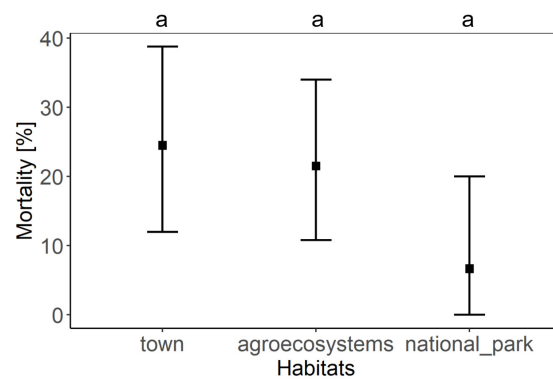 a a a
40
30
20
10
0
Mortality [%]
town agroecosystems national_park
Habitats